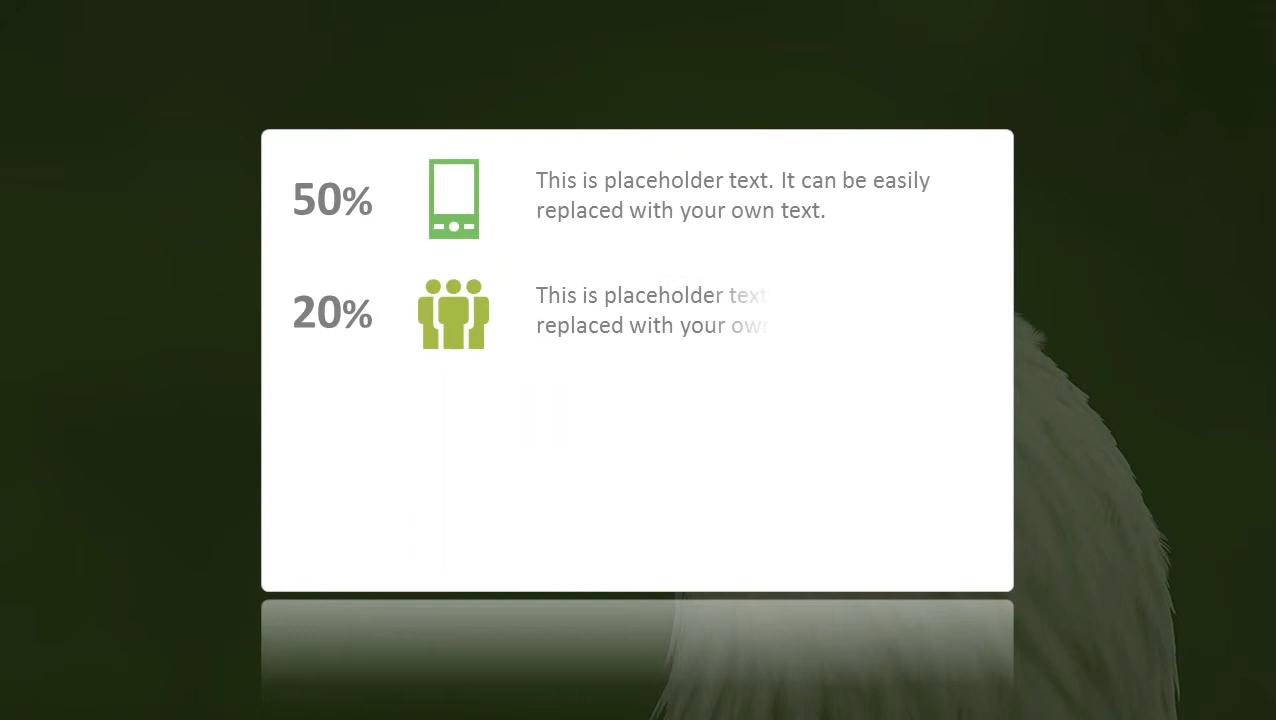 50%
This is placeholder text. It can be easily
replaced with your own text.
20%
This is placeholder text
replaced with your own